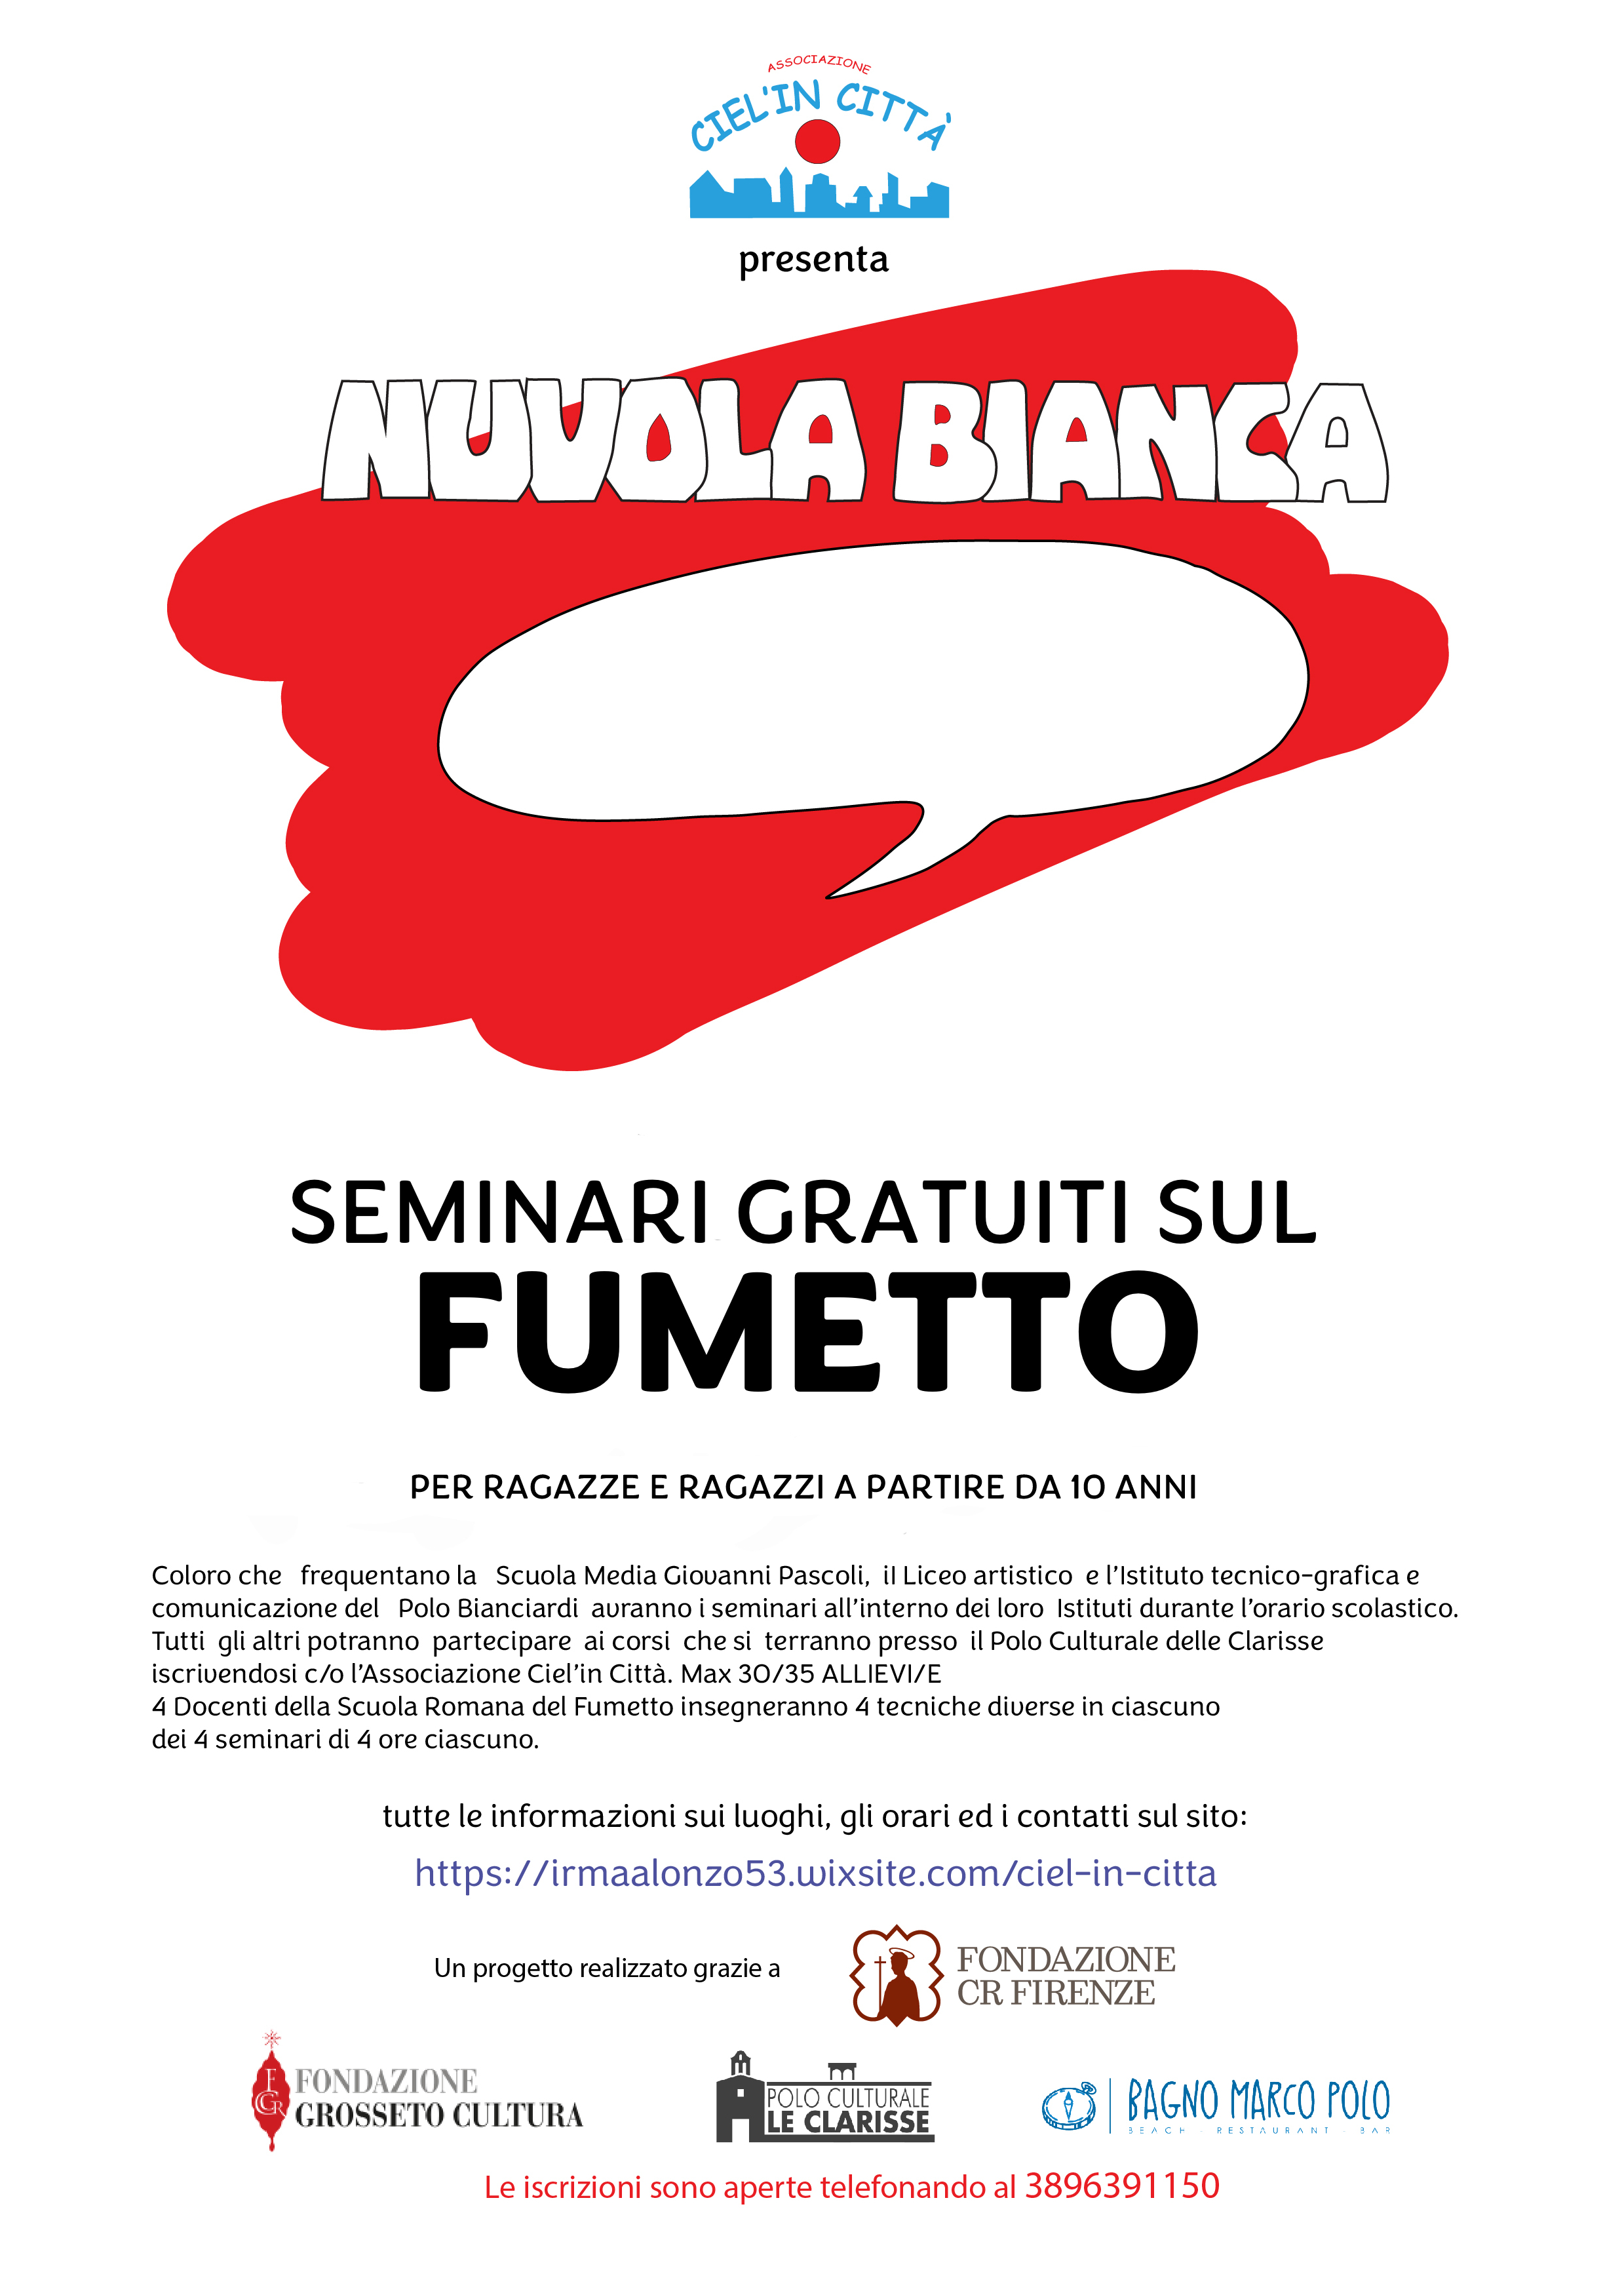 ASSOCIAZIONE
CIEL'IN CITTÀ
presenta
NUVOLA BIANCA
SEMINARI GRATUITI SUL
FUMETTO
PER RAGAZZE E RAGAZZI A PARTIRE DA 10 ANNI
Coloro che frequentano la Scuola Media Giovanni Pascoli, iI Liceo artistico e l'Istituto tecnico-grafica e
comunicazione del Polo Bianciardi avranno i seminari all'interno dei loro Istituti durante l'orario scolastico.
Tutti gli altri potranno partecipare ai corsi che si terranno presso il Polo Culturale delle Clarisse
iscrivendosi c/o l'Associazione Ciel'in Città. Max 30/35 ALLIEVI/E
4 Docenti della Scuola Romana del Fumetto insegneranno 4 tecniche diverse in ciascuno
dei 4 seminari di 4 ore ciascuno.
tutte le informazioni sui luoghi, gli orari ed i contatti sul sito:
https://irmaalonzo53.wixsite.com/ciel-in-citta
Un progetto realizzato grazie a
FONDAZIONE
CR FIRENZE
FGR
FONDAZIONE
GROSSETO CULTURA
POLO CULTURALE
LE CLARISSE
BAGNO MARCO POLO
BEACH - RESTAURANT - BAR
Le iscrizioni sono aperte telefonando al 3896391150